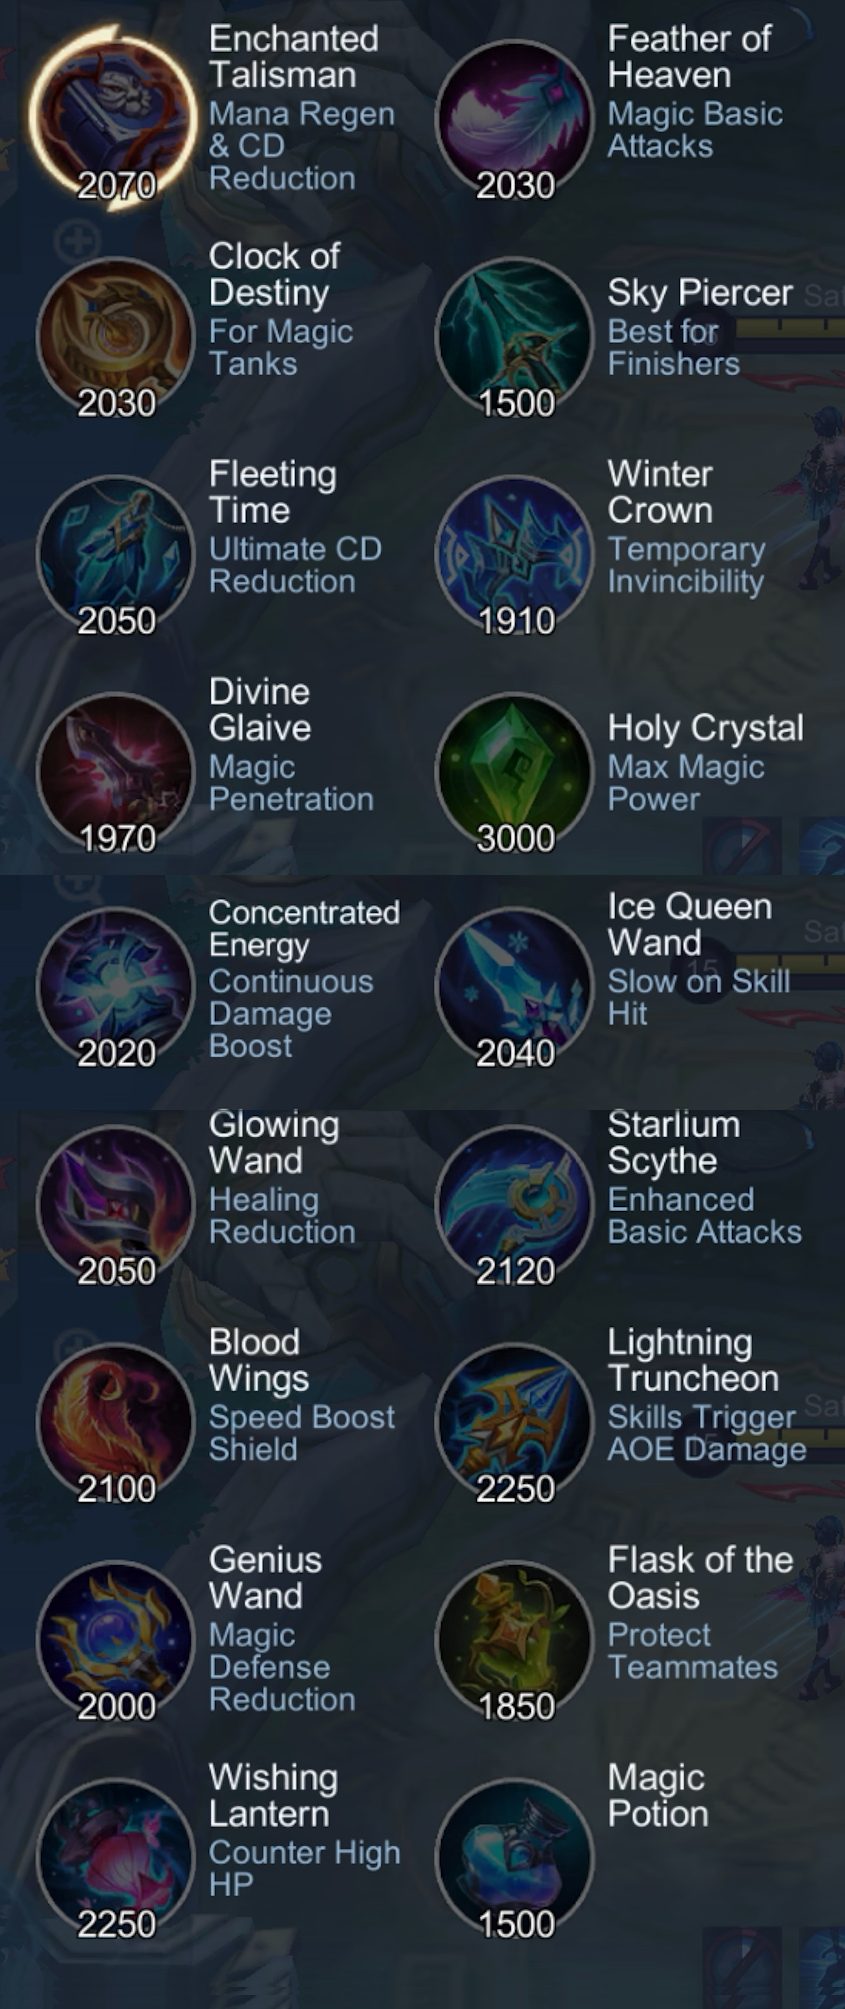 Enchanted
Talisman
Mana Regen
& CD
Reduction
2070
Feather of
Heaven
Magic Basic
Attacks
2030
Clock of
Destiny
For Magic
Tanks
2030
Sky Piercer
Best for
Finishers
1500
Fleeting
Time
Ultimate CD
Reduction
2050
Winter
Crown
Temporary
Invincibility
1910
Divine
Glaive
Magic
Penetration
1970
Holy Crystal
Max Magic
Power
3000
Concentrated
Energy
Continuous
Damage
Boost
2020
Ice Queen
Wand
Slow on Skill
Hit
2040
Glowing
Wand
Healing
Reduction
2050
Starlium
Scythe
Enhanced
Basic Attacks
2120
Blood
Wings
Speed Boost
Shield
2100
Lightning
Truncheon
Skills Trigger
AOE Damage
2250
Genius
Wand
Magic
Defense
Reduction
2000
Flask of the
Oasis
Protect
Teammates
1850
Wishing
Lantern
Counter High
HP
2250
Magic
Potion
1500